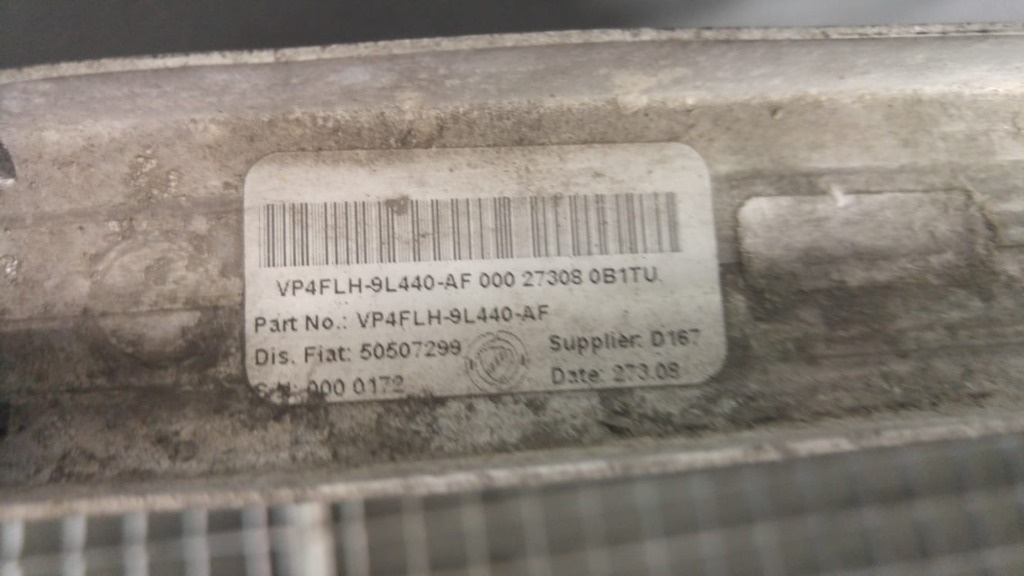 VP4FLH-9L440-AF 000 27308 0B1TU
Part No.: VP4FLH-9L440-AF
Dis. Fiat: 50507299
Supplier: D167
000 0172
Date: 273.08